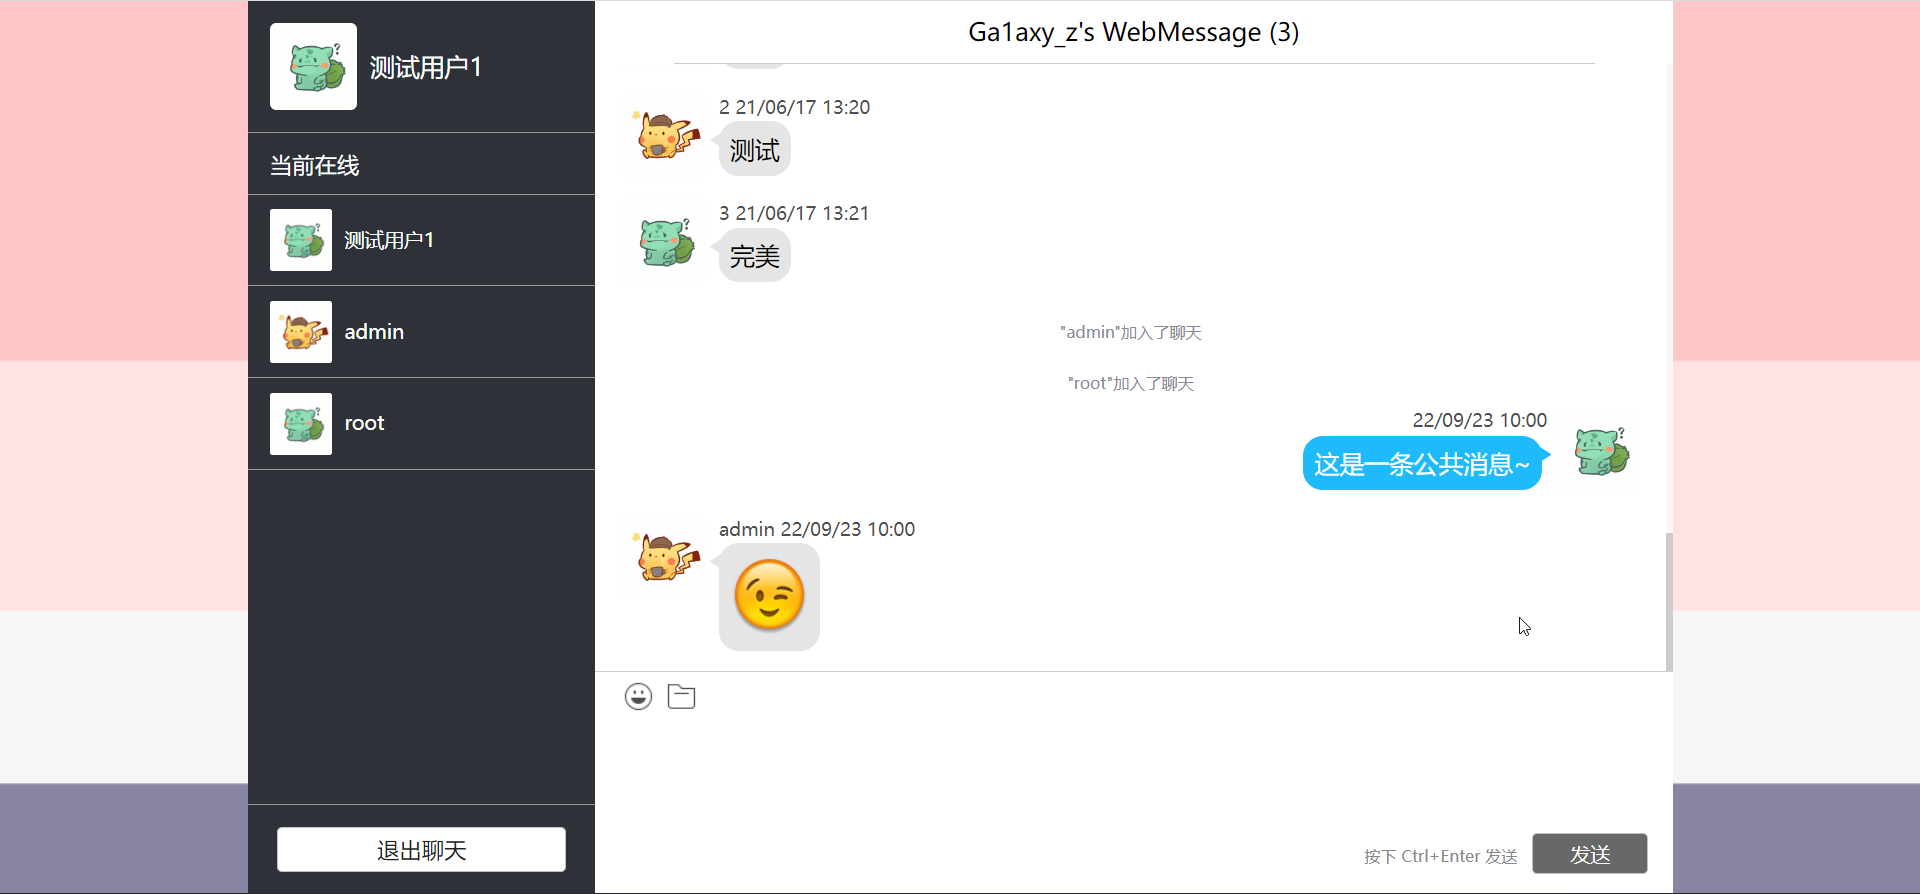 测试用户1
当前在线
测试用户1
admin
root
退出聊天
Ga1axy_z's WebMessage (3)
2 21/06/17 13:20
测试
3 21/06/17 13:21
完美
"admin"加入了聊天
"root"加入了聊天
22/09/23 10:00
这是一条公共消息~
admin 22/09/23 10:00
按下 Ctrl+Enter 发送
发送